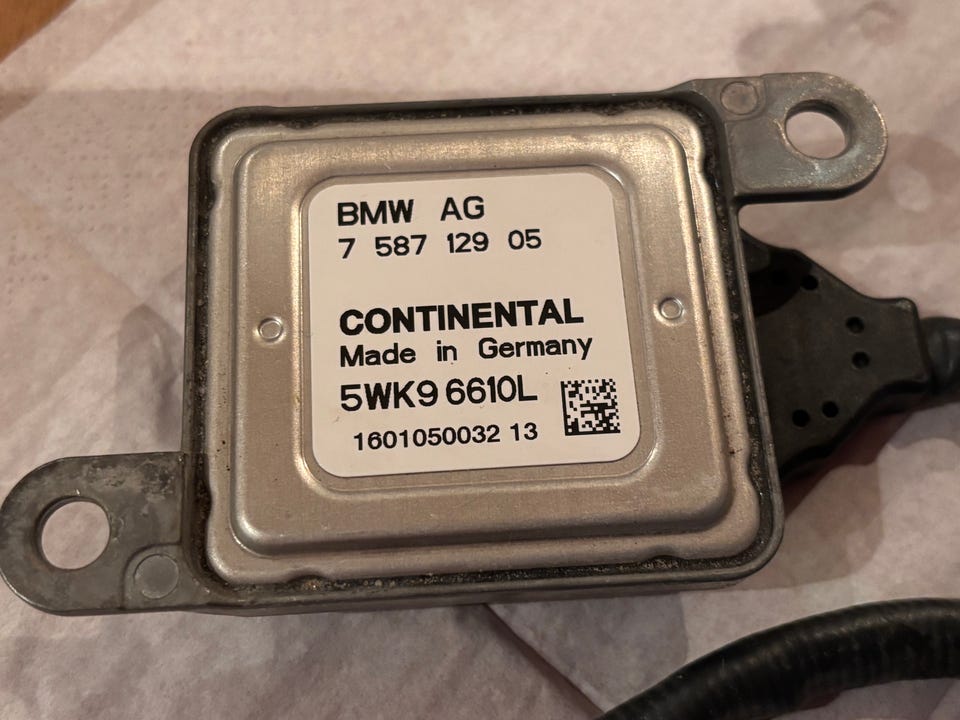 BMW AG
7 587 129 05
CONTINENTAL
Made in Germany
5WK9 6610L
1601050032 13